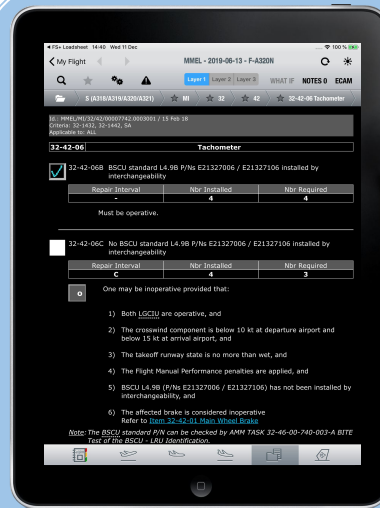 FS+ Loadsheet 14:40 Wed 11 Dec 100 %
My Flight MMEL - 2019-06-13 - F-A320N
Layer 1 Layer 2 Layer 3 WHAT IF NOTES 0 ECAM
S (A318/A319/A320/A321) MI 32 42 32-42-06 Tachometer
Id.: MMEL/MI/32/42/00007742.0003001 / 15 Feb 18
Criteria: 32-1432, 32-1442, SA
Applicable to: ALL
32-42-06 Tachometer
32-42-06B BSCU standard L4.9B P/Ns E21327006 / E21327106 installed by
interchangeability
Repair Interval Nbr Installed Nbr Required
- 4 4
Must be operative.
32-42-06C No BSCU standard L4.9B P/Ns E21327006 / E21327106 installed by
interchangeability
Repair Interval Nbr Installed Nbr Required
C 4 3
o One may be inoperative provided that:
1) Both LGCIU are operative, and
2) The crosswind component is below 10 kt at departure airport and
below 15 kt at arrival airport, and
3) The takeoff runway state is no more than wet, and
4) The Flight Manual Performance penalties are applied, and
5) BSCU L4.9B (P/Ns E21327006 / E21327106) has not been installed by
interchangeability, and
6) The affected brake is considered inoperative
Refer to Item 32-42-01 Main Wheel Brake
Note: The BSCU standard P/N can be checked by AMM TASK 32-46-00-740-003-A BITE
Test of the BSCU - LRU Identification.